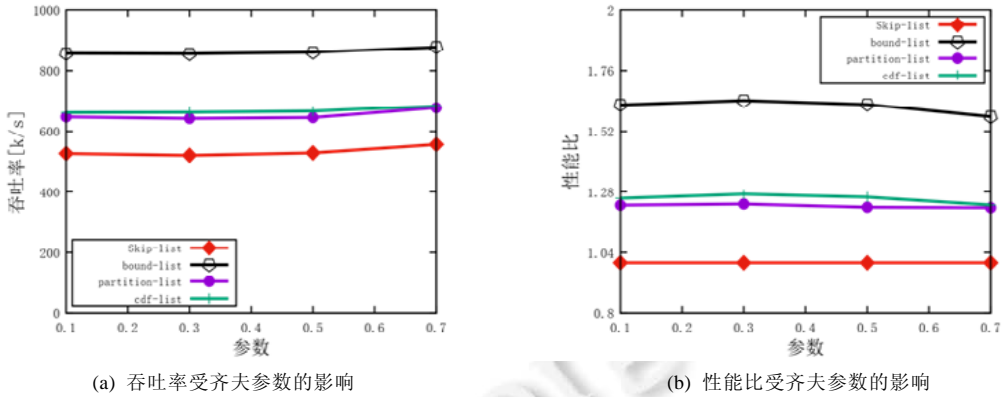 1000
800
600
400
200
0
吞吐率[k/s]
Skip-list
bound-list
partition-list
cdf-list
0.1 0.2 0.3 0.4 0.5 0.6 0.7
参数
(a) 吞吐率受齐夫参数的影响
2
1.76
1.52
1.28
1.04
0.8
性能比
Skip-list
bound-list
partition-list
cdf-list
0.1 0.2 0.3 0.4 0.5 0.6 0.7
参数
(b) 性能比受齐夫参数的影响